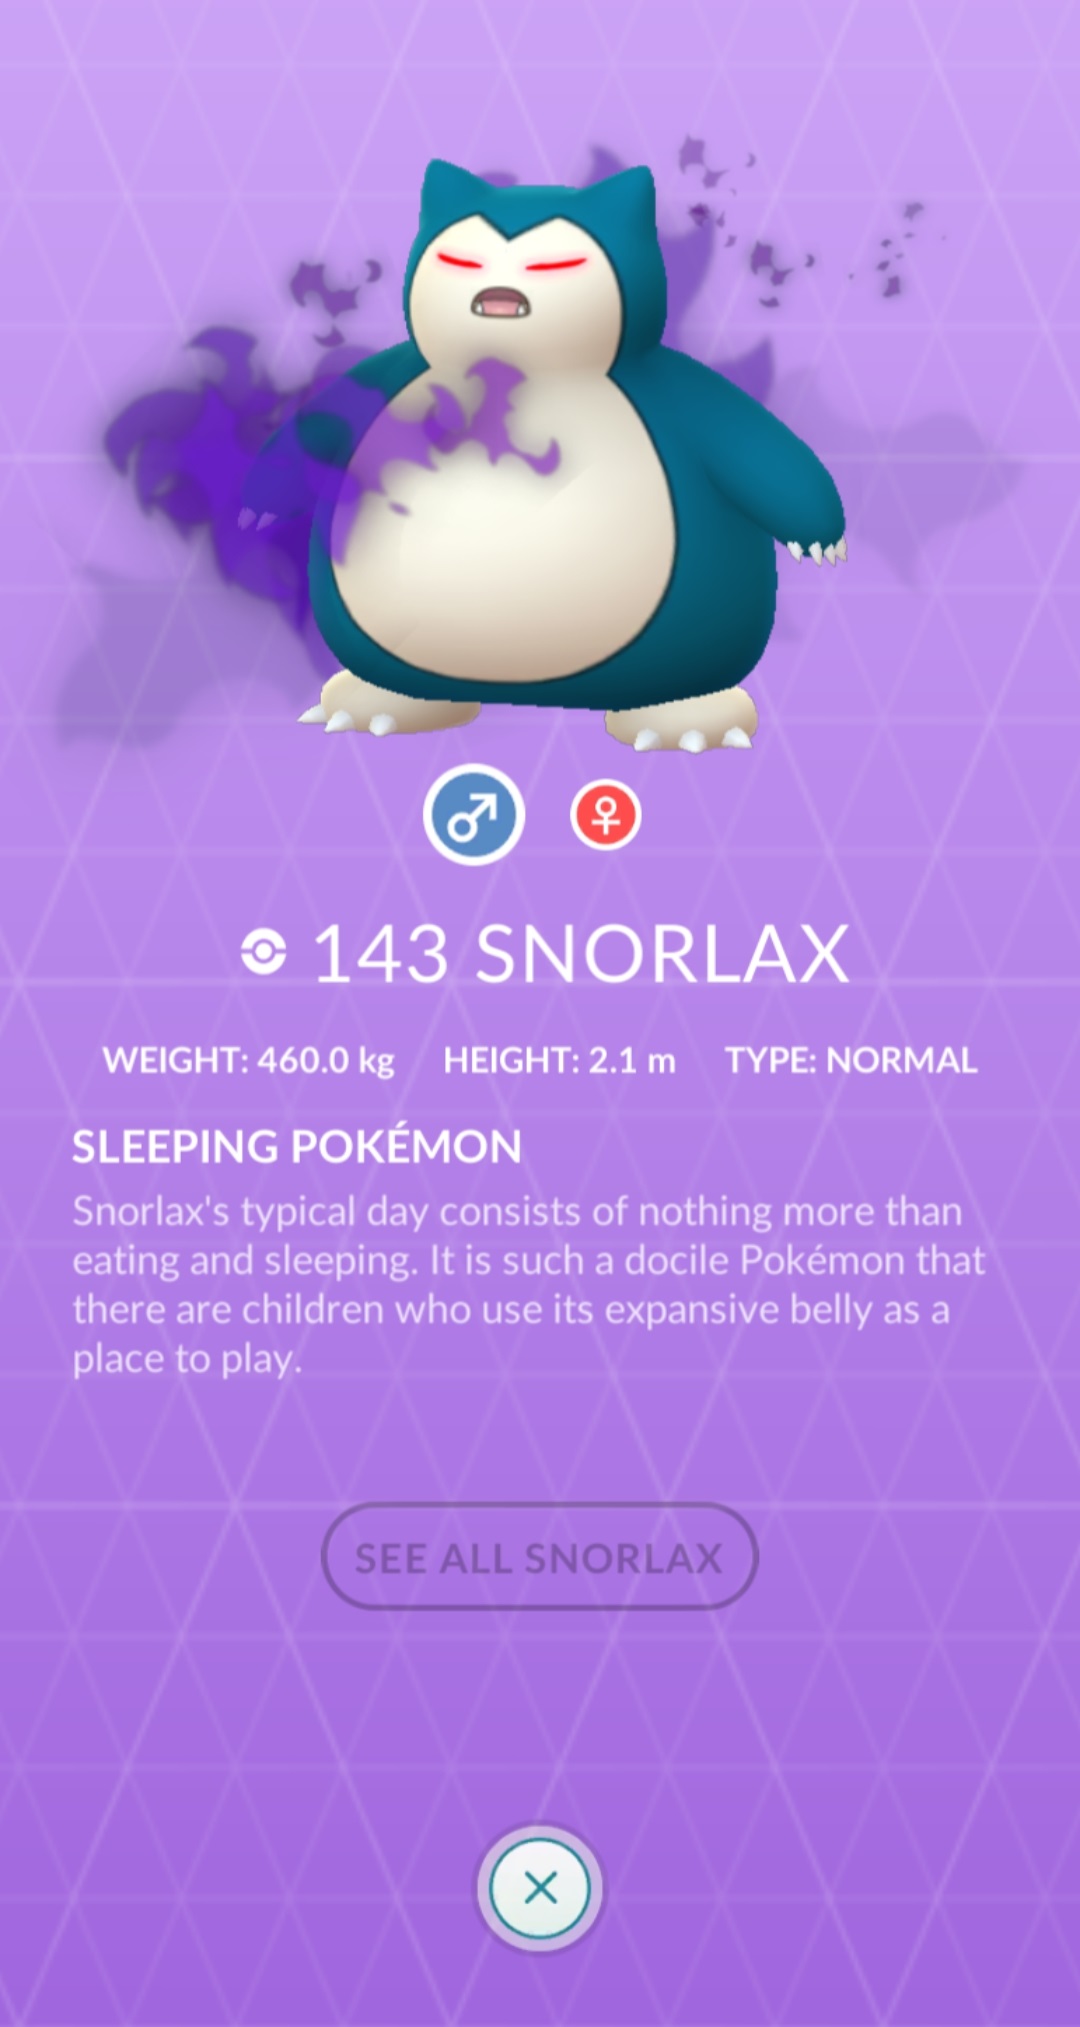 143 SNORLAX
WEIGHT: 460.0 kg HEIGHT: 2.1 m TYPE: NORMAL
SLEEPING POKÉMON
Snorlax's typical day consists of nothing more than
eating and sleeping. It is such a docile Pokémon that
there are children who use its expansive belly as a
place to play.
SEE ALL SNORLAX